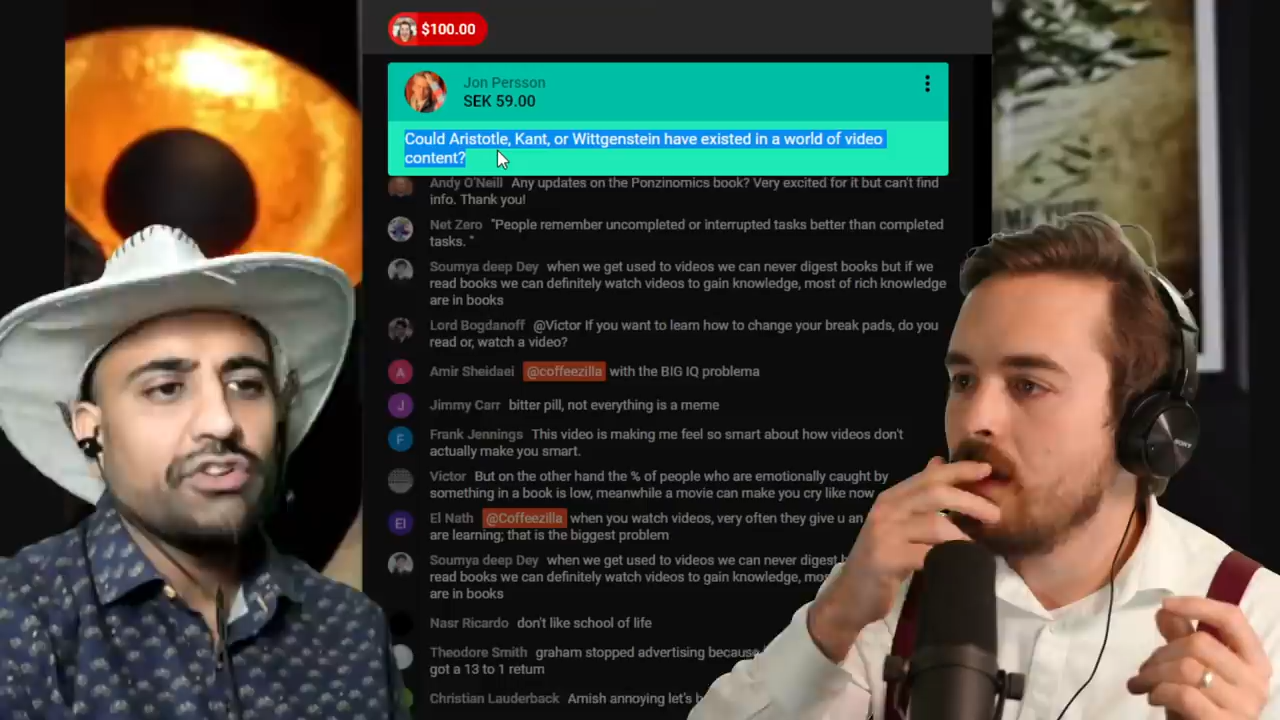 $100.00
Jon Persson
SEK 59.00
Could Aristotle, Kant, or Wittgenstein have existed in a world of video
content?
Andy O'Neill Any updates on the Ponzinomics book? Very excited for it but can't find
info. Thank you!
Net Zero "People remember uncompleted or interrupted tasks better than completed
tasks. "
Soumya deep Dey when we get used to videos we can never digest books but if we
read books we can definitely watch videos to gain knowledge, most of rich knowledge
are in books
Lord Bogdanoff @Victor If you want to learn how to change your break pads, do you
read or, watch a video?
A
Amir Sheidaei @coffeezilla with the BIG IQ problema
J
Jimmy Carr bitter pill, not everything is a meme
F
Frank Jennings This video is making me feel so smart about how videos don't
actually make you smart.
Victor But on the other hand the % of people who are emotionally caught by
something in a book is low, meanwhile a movie can make you cry like now
El
El Nath @Coffeezilla when you watch videos, very often they give u an
are learning; that is the biggest problem
Soumya deep Dey when we get used to videos we can never digest
read books we can definitely watch videos to gain knowledge,
are in books
Nasr Ricardo don't like school of life
Theodore Smith graham stopped advertising because
got a 13 to 1 return
Christian Lauderback Amish annoying let's
SONY